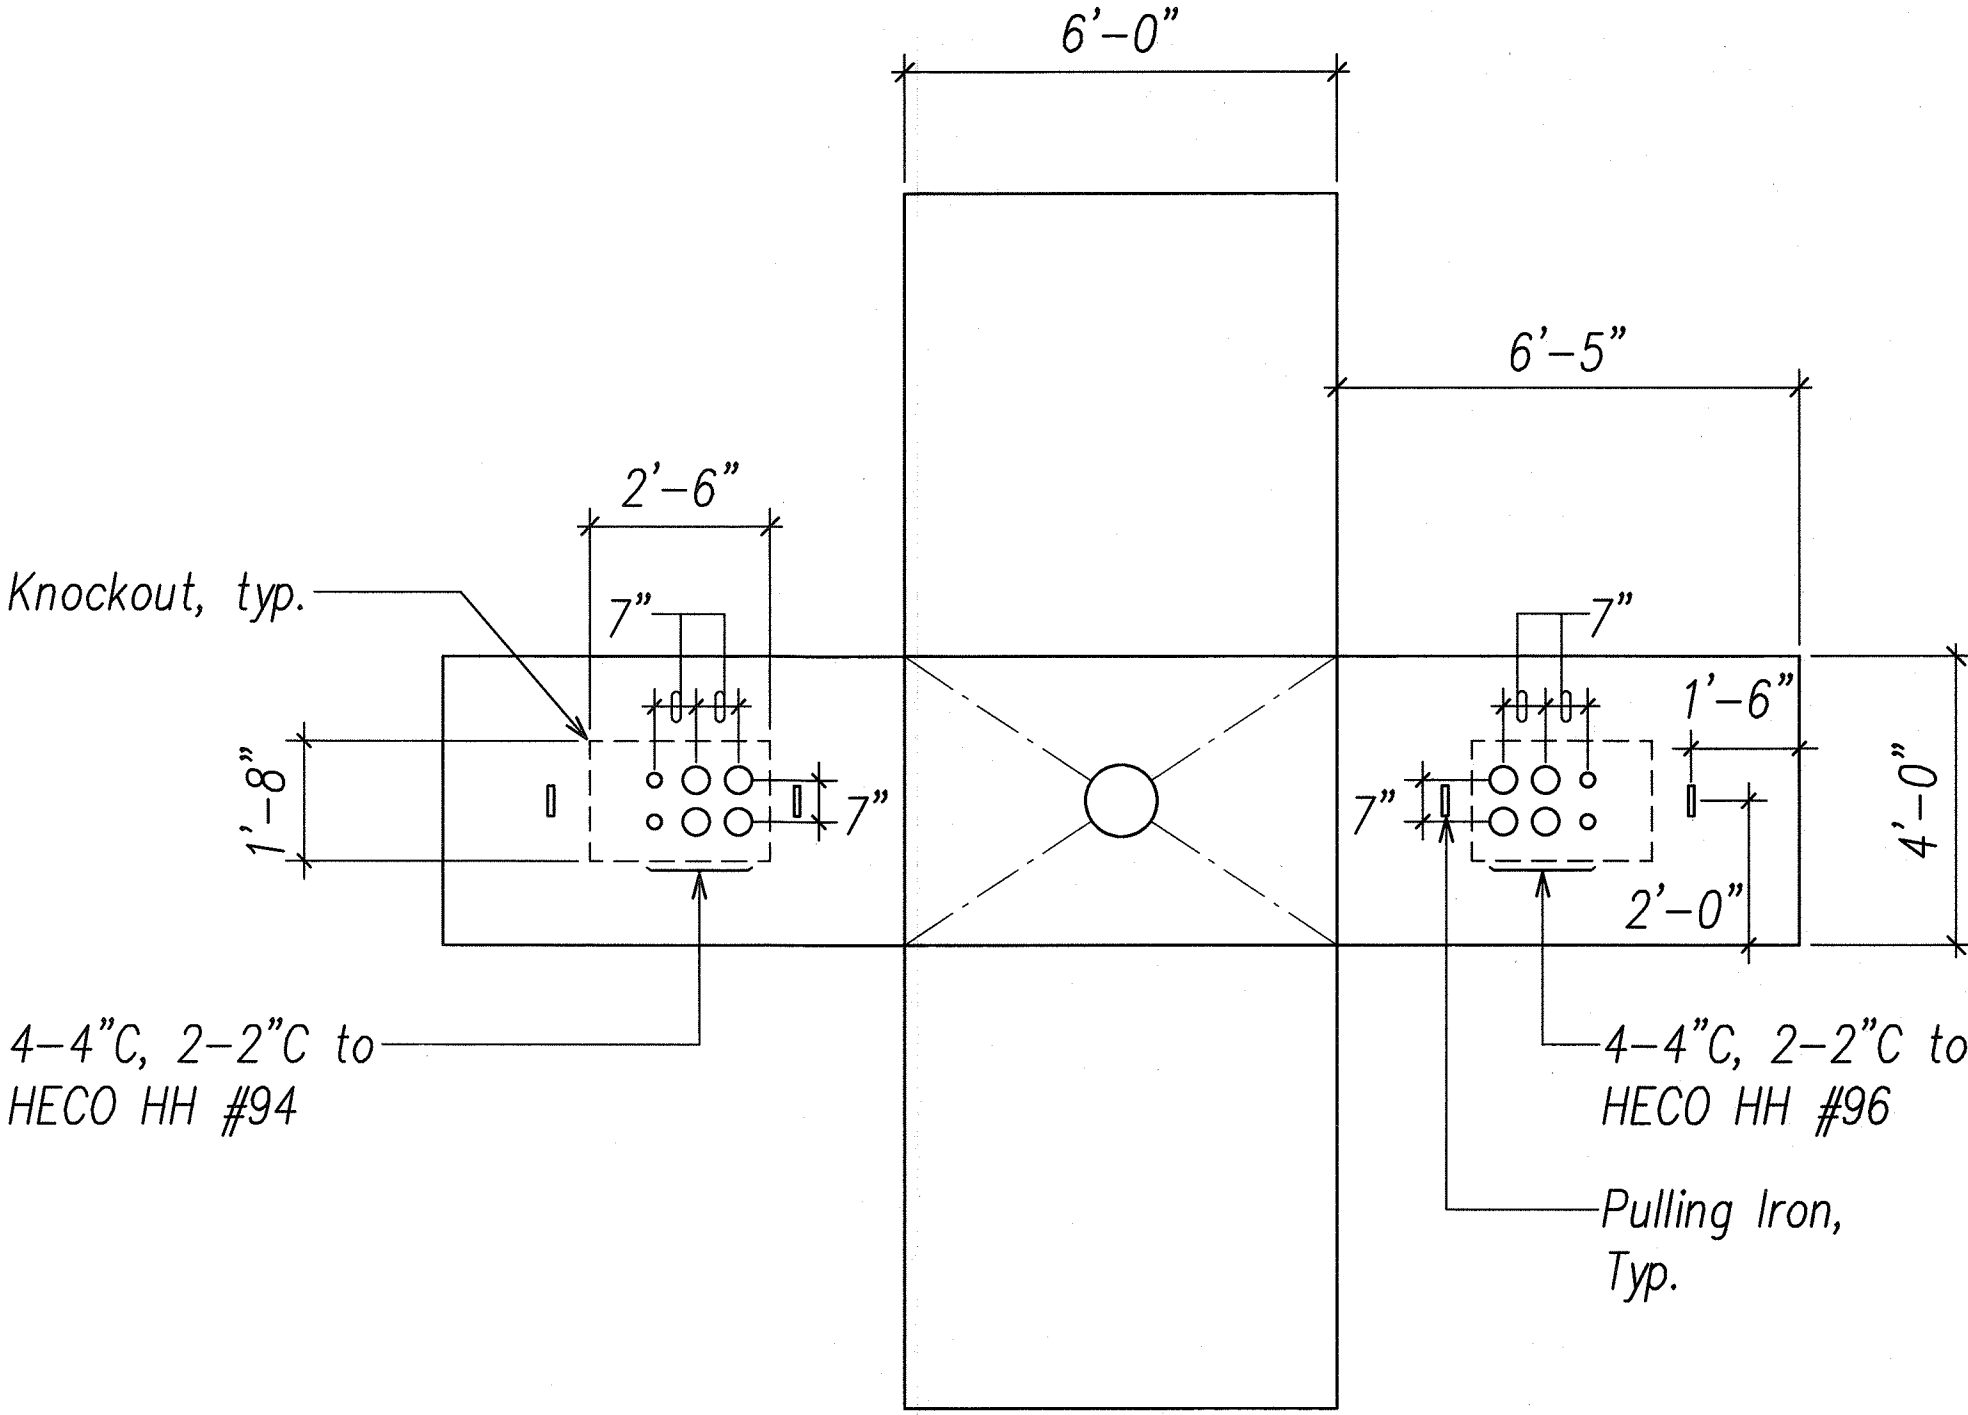 6'-0"
6'-5"
2'-6"
Knockout, typ.
7"
7"
1'-6"
1'-8"
7"
7"
4'-0"
2'-0"
4-4"C, 2-2"C to
HECO HH #94
4-4"C, 2-2"C to
HECO HH #96
Pulling Iron,
Typ.